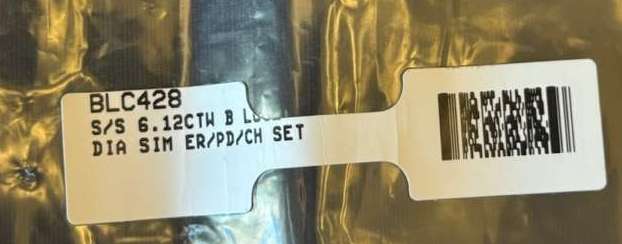 BLC428
S/S 6.12CTW B
DIA SIM ER/PD/CH SET